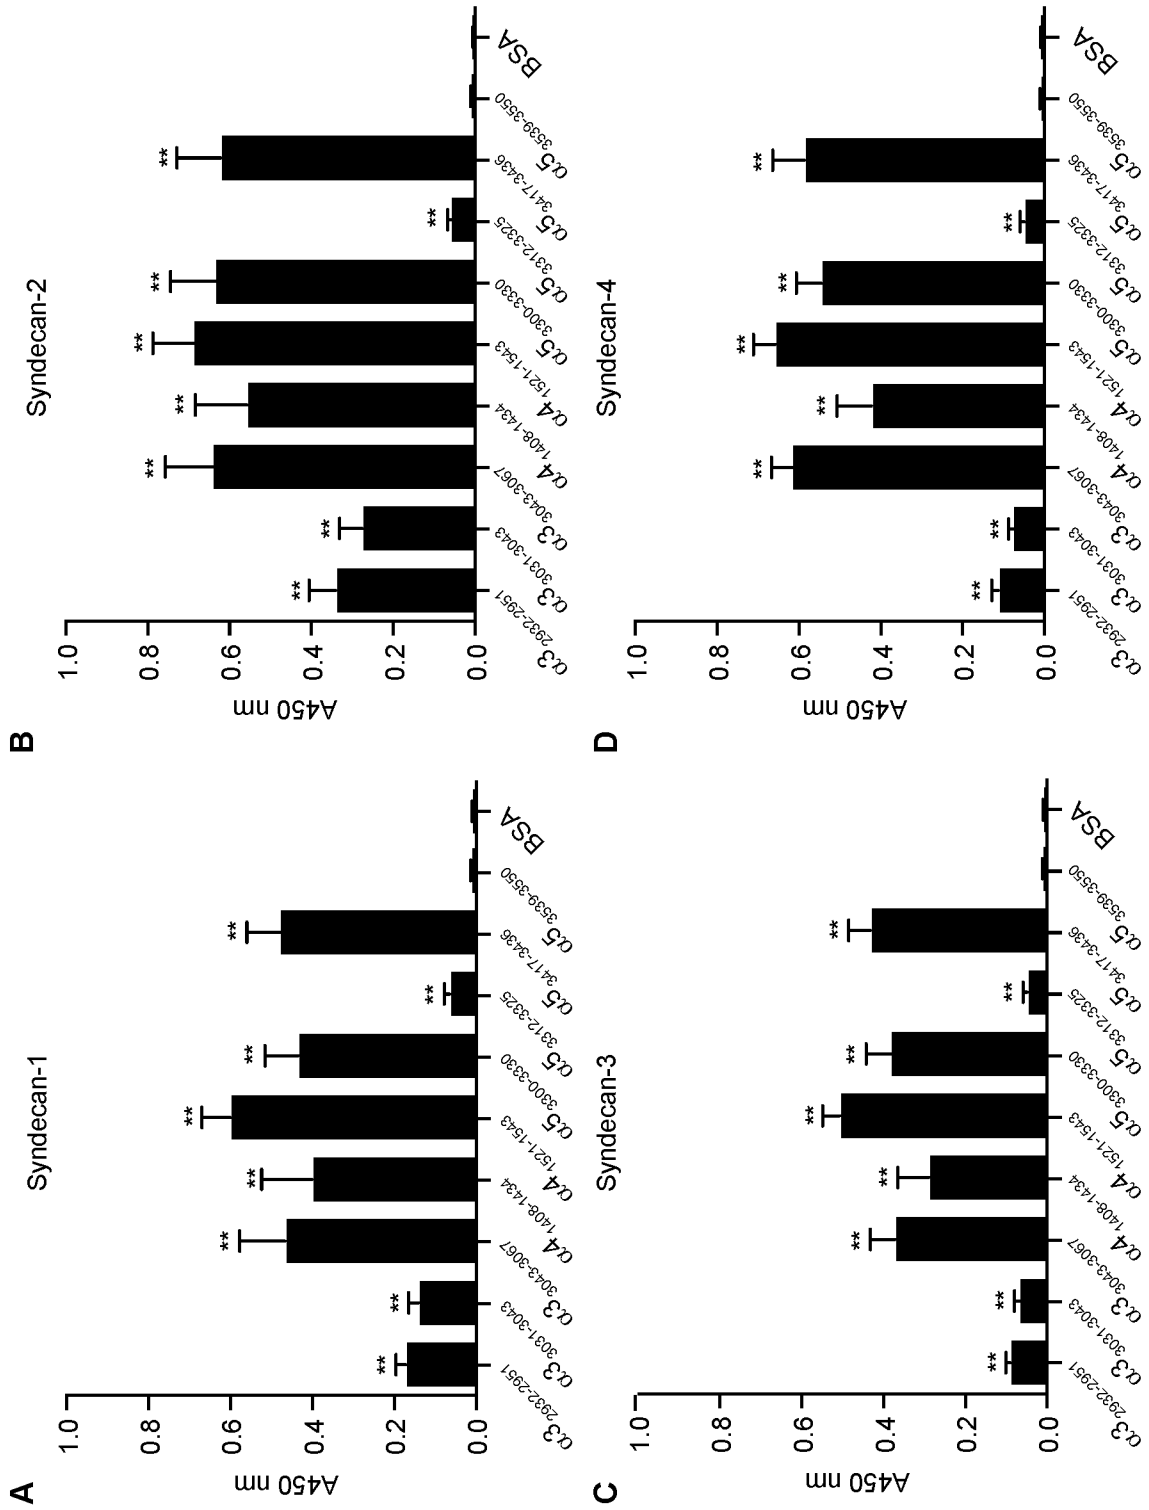 A
Syndecan-1
A450 nm
1.0
0.8
0.6
0.4
0.2
0.0
** ** ** ** ** ** ** **
α3 2932-2951
α3 3031-3043
α3 3043-3067
α4 1408-1434
α4 1521-1543
α5 3300-3330
α5 3312-3325
α5 3417-3436
α5 3539-3550
BSA
B
Syndecan-2
A450 nm
1.0
0.8
0.6
0.4
0.2
0.0
** ** ** ** ** ** ** **
α3 2932-2951
α3 3031-3043
α3 3043-3067
α4 1408-1434
α4 1521-1543
α5 3300-3330
α5 3312-3325
α5 3417-3436
α5 3539-3550
BSA
C
Syndecan-3
A450 nm
1.0
0.8
0.6
0.4
0.2
0.0
** ** ** ** ** ** ** **
α3 2932-2951
α3 3031-3043
α3 3043-3067
α4 1408-1434
α4 1521-1543
α5 3300-3330
α5 3312-3325
α5 3417-3436
α5 3539-3550
BSA
D
Syndecan-4
A450 nm
1.0
0.8
0.6
0.4
0.2
0.0
** ** ** ** ** ** ** **
α3 2932-2951
α3 3031-3043
α3 3043-3067
α4 1408-1434
α4 1521-1543
α5 3300-3330
α5 3312-3325
α5 3417-3436
α5 3539-3550
BSA